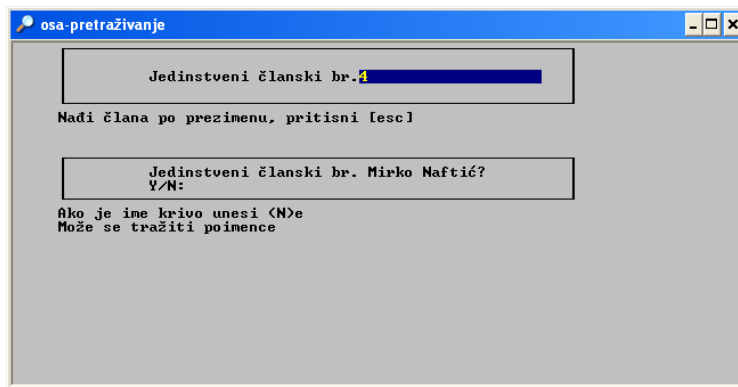 osa-pretraživanje
Jedinstveni članski br.4
Nađi člana po prezimenu, pritisni [esc]
Jedinstveni članski br. Mirko Naftić?
Y/N:
Ako je ime krivo unesi (N)e
Može se tražiti poimence